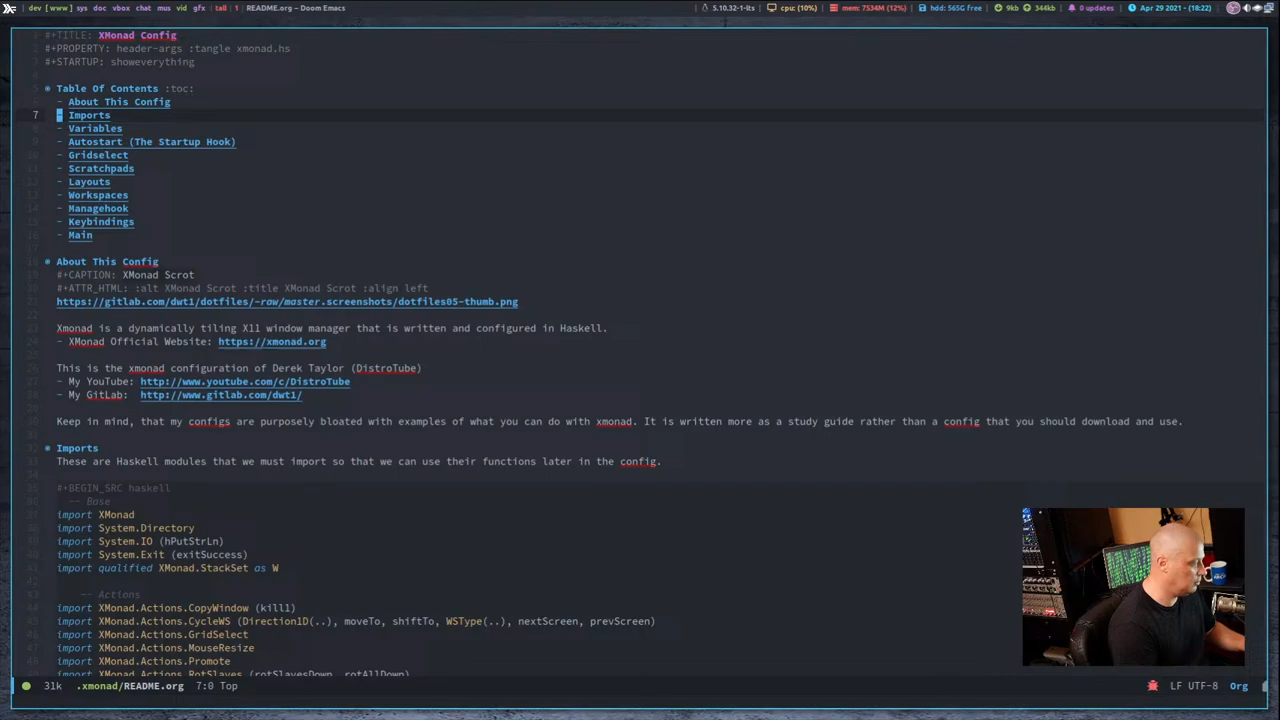 dev [ www ] sys doc vbox chat mus vid gfx | tall | 1 | README.org – Doom Emacs
5.10.32-1-lts | cpu: (10%) | mem: 7534M (12%) | hdd: 565G free | 9kb 344kb | 0 updates | Apr 29 2021 - (18:22)
#+TITLE: XMonad Config
#+PROPERTY: header-args :tangle xmonad.hs
#+STARTUP: showeverything
Table Of Contents :toc:
- About This Config
7 - Imports
- Variables
- Autostart (The Startup Hook)
- Gridselect
- Scratchpads
- Layouts
- Workspaces
- Managehook
- Keybindings
- Main
About This Config
#+CAPTION: XMonad Scrot
#+ATTR_HTML: :alt XMonad Scrot :title XMonad Scrot :align left
https://gitlab.com/dwt1/dotfiles/-raw/master.screenshots/dotfiles05-thumb.png
Xmonad is a dynamically tiling X11 window manager that is written and configured in Haskell.
- XMonad Official Website: https://xmonad.org
This is the xmonad configuration of Derek Taylor (DistroTube)
- My YouTube: http://www.youtube.com/c/DistroTube
- My GitLab: http://www.gitlab.com/dwt1/
Keep in mind, that my configs are purposely bloated with examples of what you can do with xmonad. It is written more as a study guide rather than a config that you should download and use.
Imports
These are Haskell modules that we must import so that we can use their functions later in the config.
#+BEGIN_SRC haskell
-- Base
import XMonad
import System.Directory
import System.IO (hPutStrLn)
import System.Exit (exitSuccess)
import qualified XMonad.StackSet as W
-- Actions
import XMonad.Actions.CopyWindow (kill1)
import XMonad.Actions.CycleWS (Direction1D(..), moveTo, shiftTo, WSType(..), nextScreen, prevScreen)
import XMonad.Actions.GridSelect
import XMonad.Actions.MouseResize
import XMonad.Actions.Promote
import XMonad.Actions.RotSlaves (rotSlavesDown, rotAllDown)
31k .xmonad/README.org 7:0 Top LF UTF-8 Org